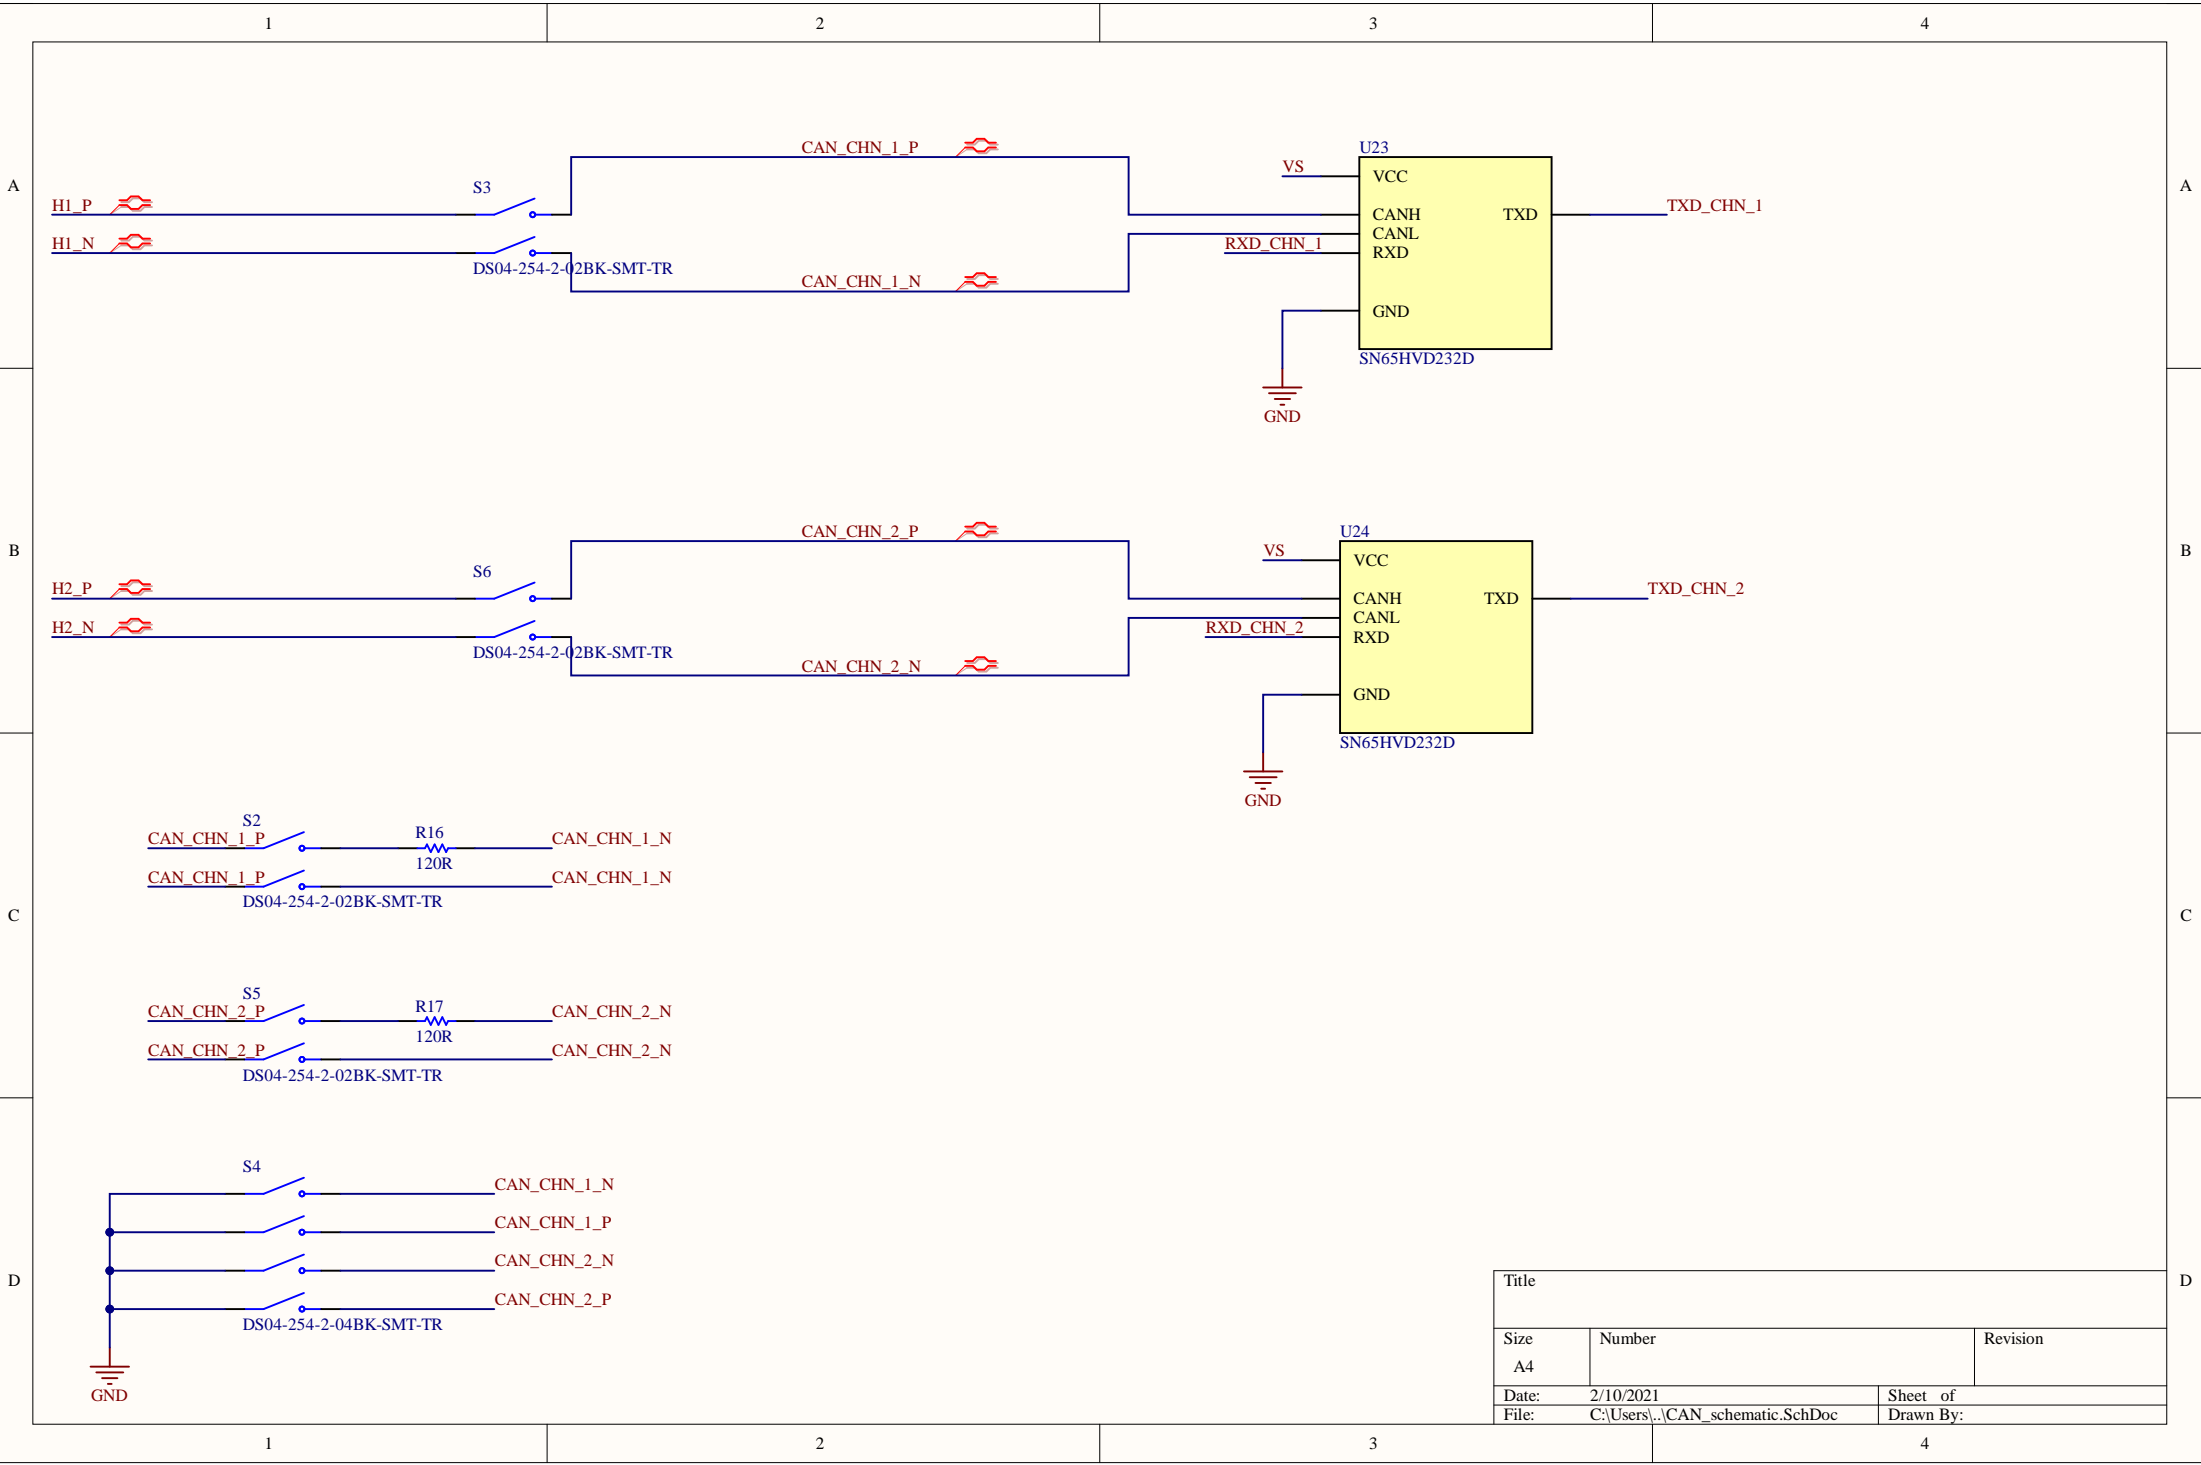 1 2 3 4
A A
H1_P
H1_N
S3
DS04-254-2-02BK-SMT-TR
CAN_CHN_1_P
CAN_CHN_1_N
U23
VS
VCC
CANH TXD
TXD_CHN_1
CANL
RXD_CHN_1
RXD
GND
SN65HVD232D
GND
B B
H2_P
H2_N
S6
DS04-254-2-02BK-SMT-TR
CAN_CHN_2_P
CAN_CHN_2_N
U24
VS
VCC
CANH TXD
TXD_CHN_2
CANL
RXD_CHN_2
RXD
GND
SN65HVD232D
GND
C C
S2
CAN_CHN_1_P
R16
120R
CAN_CHN_1_N
CAN_CHN_1_P
CAN_CHN_1_N
DS04-254-2-02BK-SMT-TR
S5
CAN_CHN_2_P
R17
120R
CAN_CHN_2_N
CAN_CHN_2_P
CAN_CHN_2_N
DS04-254-2-02BK-SMT-TR
D D
S4
CAN_CHN_1_N
CAN_CHN_1_P
CAN_CHN_2_N
CAN_CHN_2_P
DS04-254-2-04BK-SMT-TR
GND
Title
Size Number Revision
A4
Date: 2/10/2021 Sheet of
File: C:\Users\..\CAN_schematic.SchDoc Drawn By:
1 2 3 4